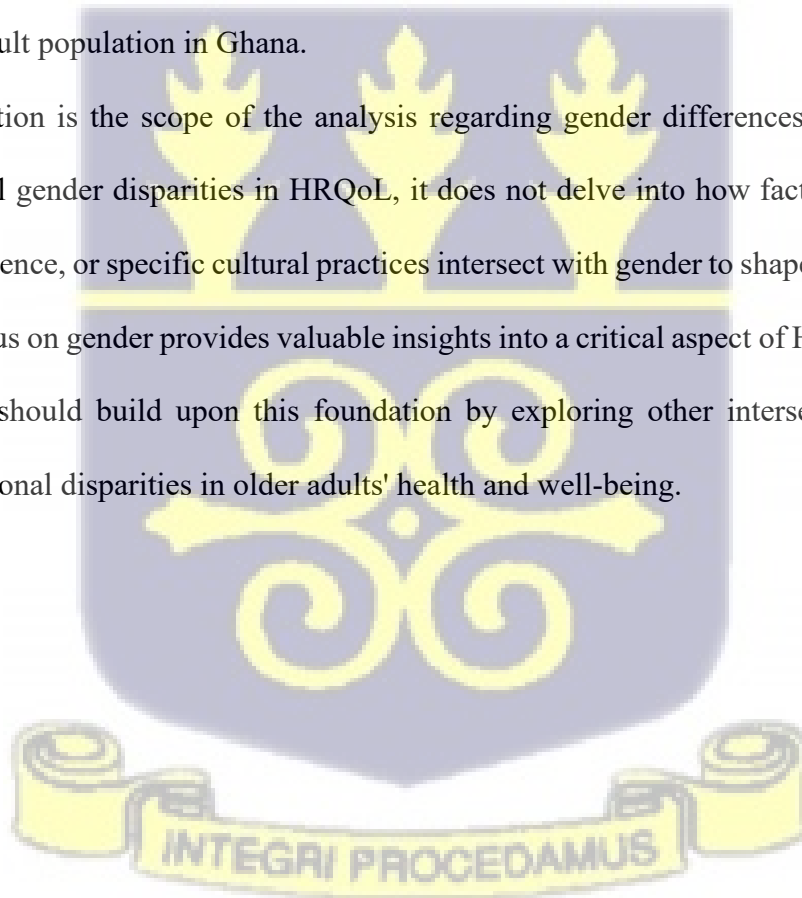 ult population in Ghana.
tion is the scope of the analysis regarding gender differences
l gender disparities in HRQoL, it does not delve into how fact
ence, or specific cultural practices intersect with gender to shape
us on gender provides valuable insights into a critical aspect of H
should build upon this foundation by exploring other interse
onal disparities in older adults' health and well-being.
INTEGRI PROCEDAMUS